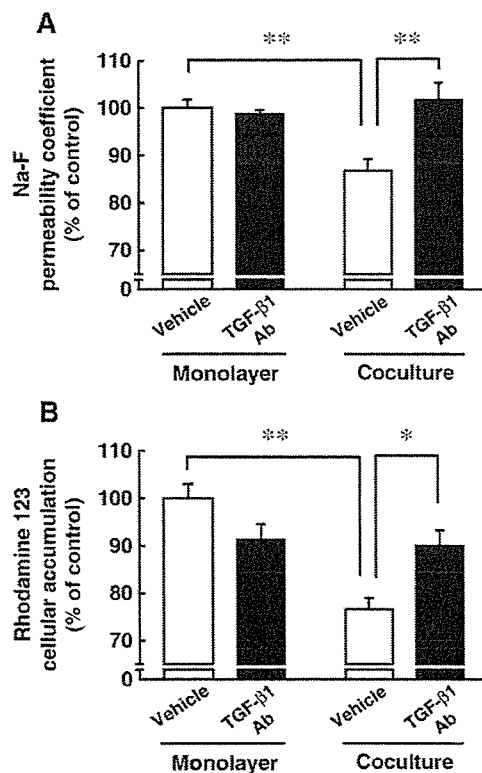 A
Na-F
permeability coefficient
(% of control)
110
100
90
80
70
0
**
**
Vehicle
TGF-β1
Ab
Vehicle
TGF-β1
Ab
Monolayer
Coculture
B
Rhodamine 123
cellular accumulation
(% of control)
110
100
90
80
70
0
**
*
Vehicle
TGF-β1
Ab
Vehicle
TGF-β1
Ab
Monolayer
Coculture